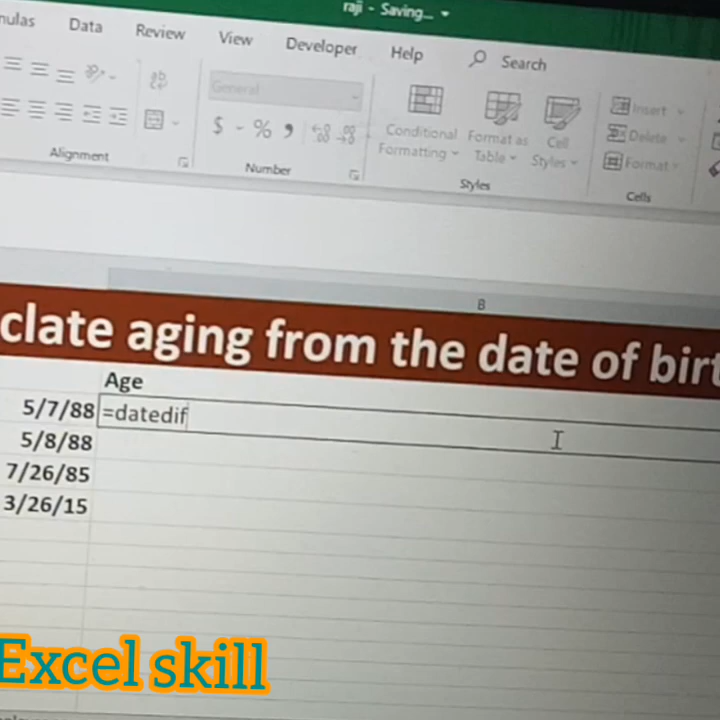 raji - Saving...
nulas Data Review View Developer Help Search
General
$ - % ,
Conditional Formatting
Format as Table
Cell Styles
Insert
Delete
Format
Alignment Number Styles Cells
B
clate aging from the date of birt
Age
5/7/88 =datedif
5/8/88
7/26/85
3/26/15
Excel skill